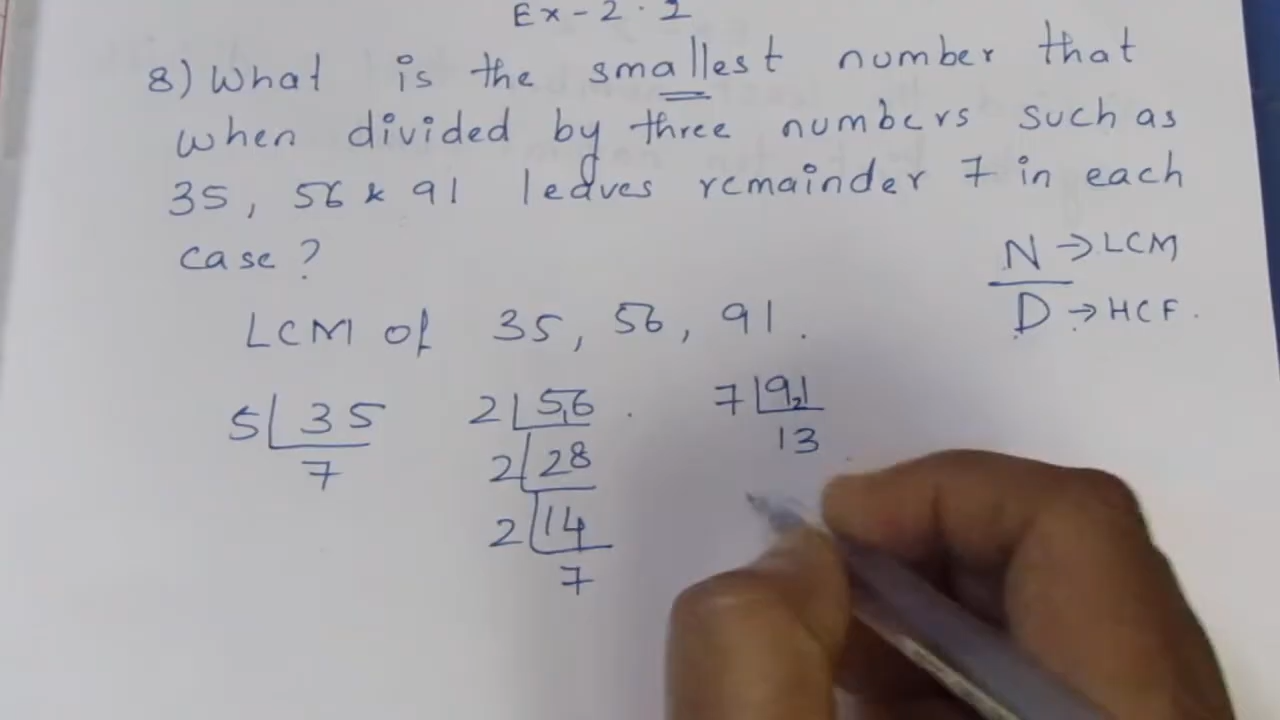 Ex-2.2
8) What is the smallest number that
when divided by three numbers such as
35, 56 & 91 leaves remainder 7 in each
case?
N → LCM
D → HCF.
LCM of 35, 56, 91.
5 35 2 56 . 7 91
7 2 28 13
2 14
7